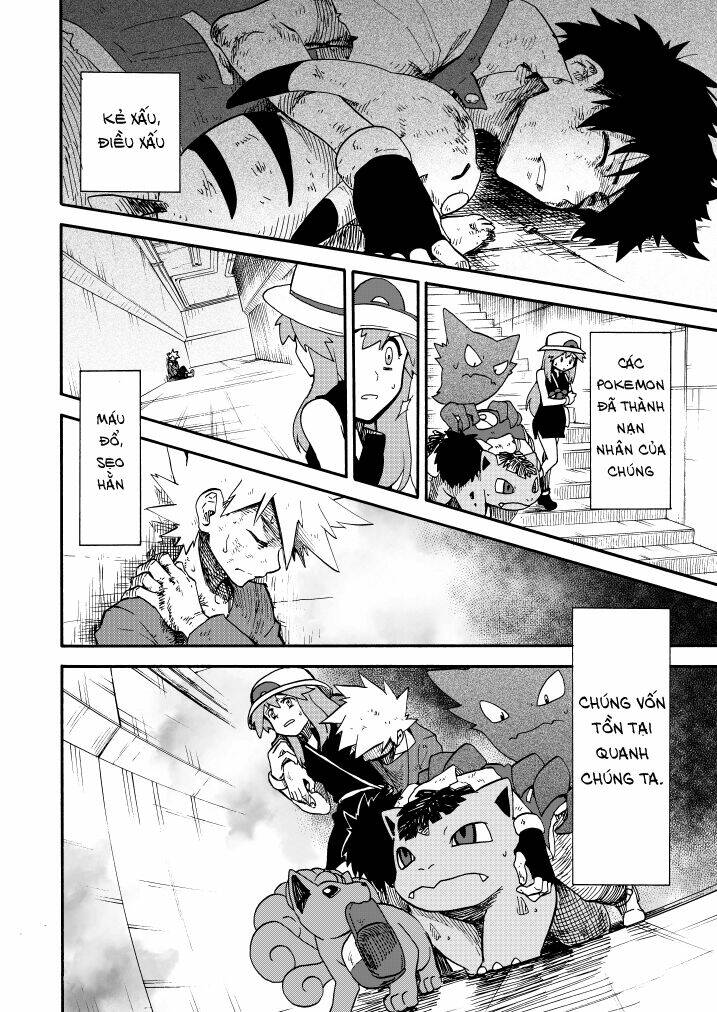 KẺ XẤU,
ĐIỀU XẤU
CÁC
POKEMON
ĐÃ THÀNH
NẠN
NHÂN CỦA
CHÚNG
MÁU
ĐỔ,
SẸO
HẰN
CHÚNG VỐN
TỒN TẠI
QUANH
CHÚNG TA.